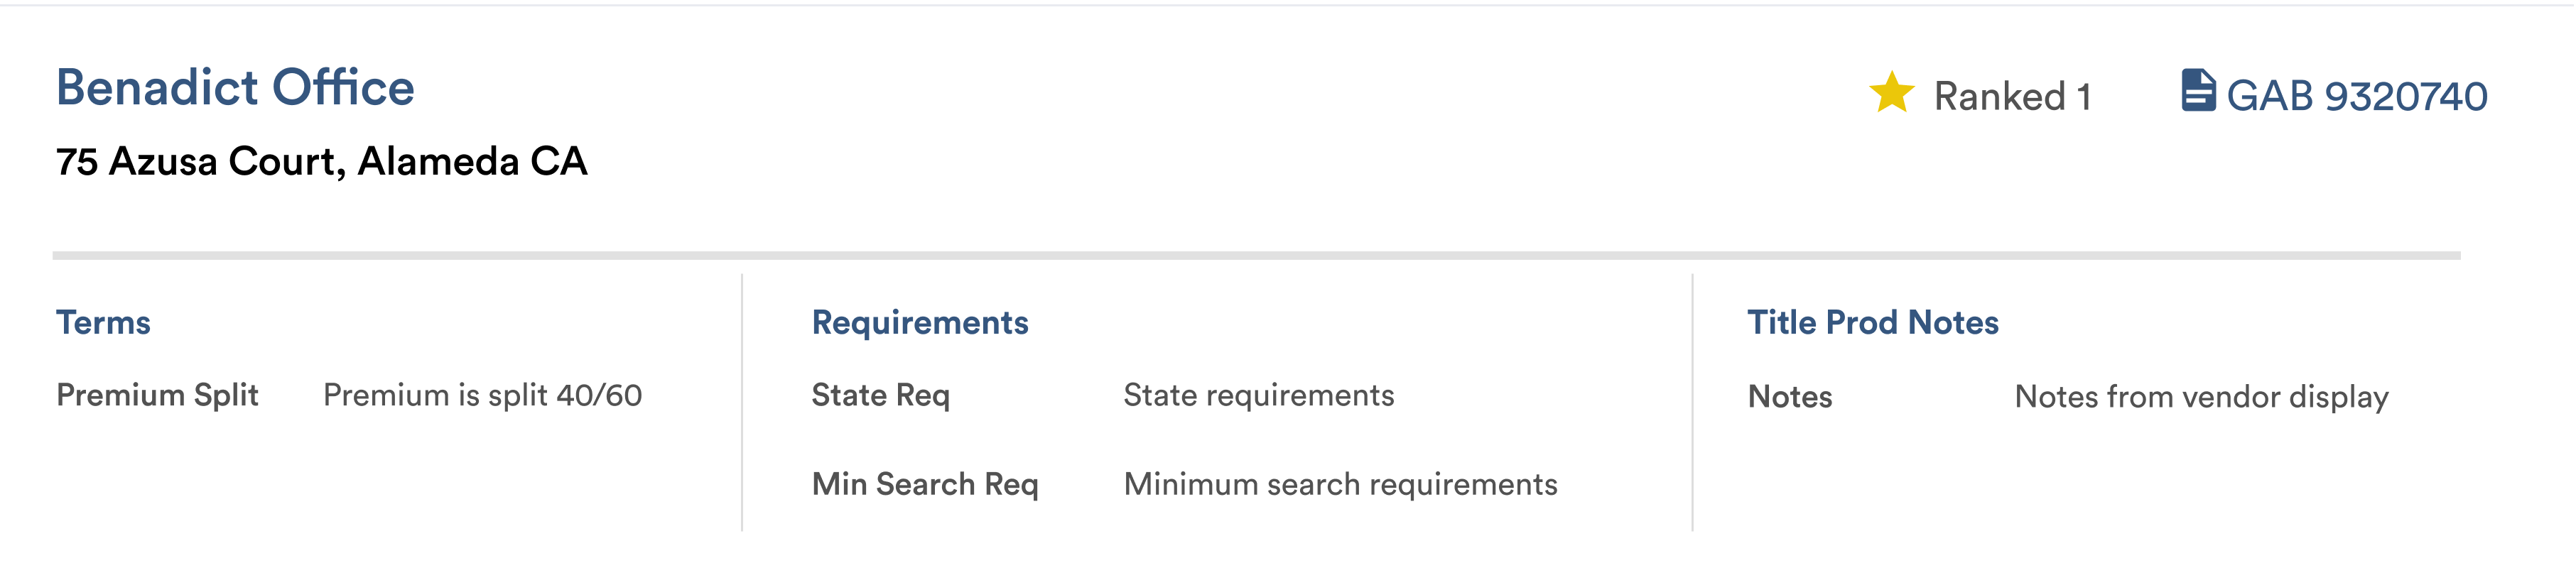 Benadict Office
Ranked 1
GAB 9320740
75 Azusa Court, Alameda CA
Terms
Premium Split Premium is split 40/60
Requirements
State Req State requirements
Min Search Req Minimum search requirements
Title Prod Notes
Notes Notes from vendor display